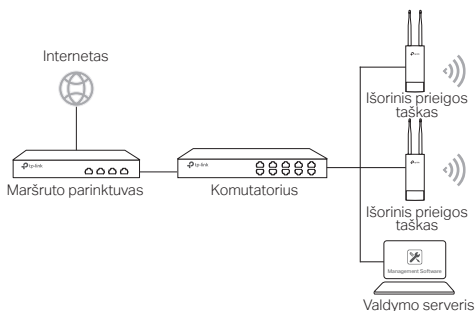 Internetas
tp-link
Maršruto parinktuvas
tp-link
Komutatorius
Išorinis prieigos
taškas
Išorinis prieigos
taškas
Management Software
Valdymo serveris